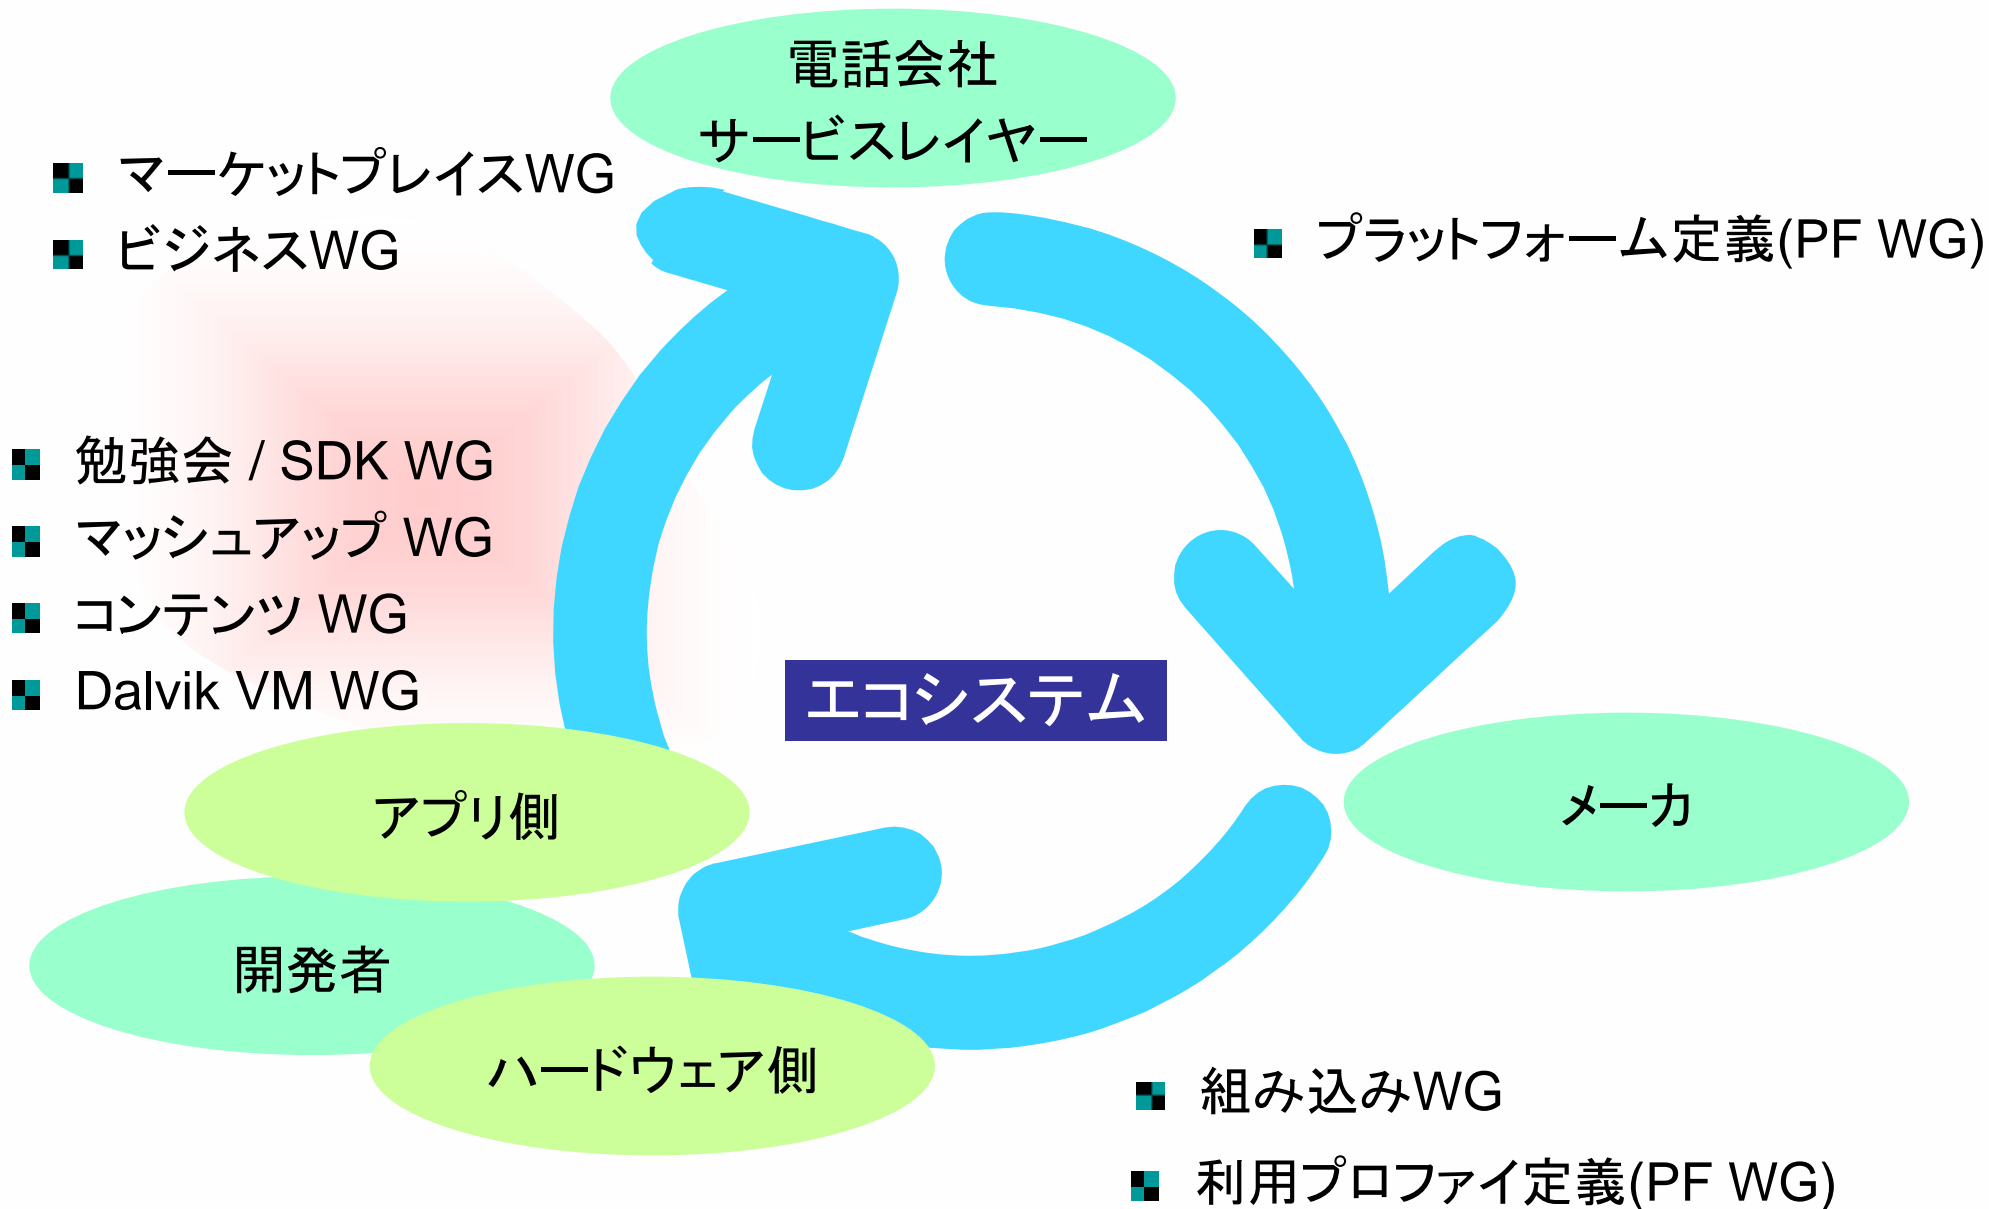 電話会社
サービスレイヤー
マーケットプレイスWG
ビジネスWG
プラットフォーム定義(PF WG)
勉強会 / SDK WG
マッシュアップ WG
コンテンツ WG
Dalvik VM WG
エコシステム
アプリ側
メーカ
開発者
ハードウェア側
組み込みWG
利用プロファイ定義(PF WG)